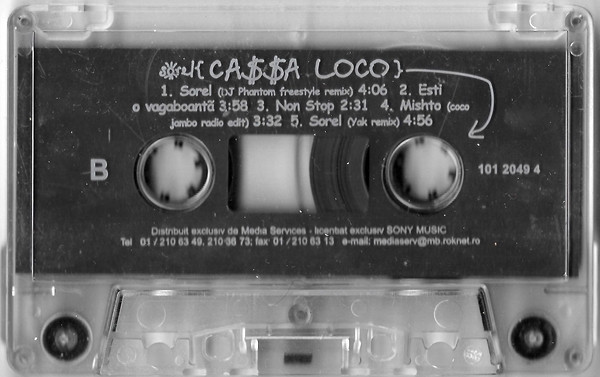 Sorel {CA$$A LOCO}
1. Sorel (DJ Phantom freestyle remix) 4:06 2. Esti
o vagaboantă 3:58 3. Non Stop 2:31 4. Mishto (coco
jambo radio edit) 3:32 5. Sorel (Yak remix) 4:56
B
101 2049 4
Distribuit exclusiv de Media Services - licentiat exclusiv SONY MUSIC
Tel 01/210 63 49, 210 38 73; fax: 01/210 63 13 e-mail: mediaserv@mb.roknet.ro